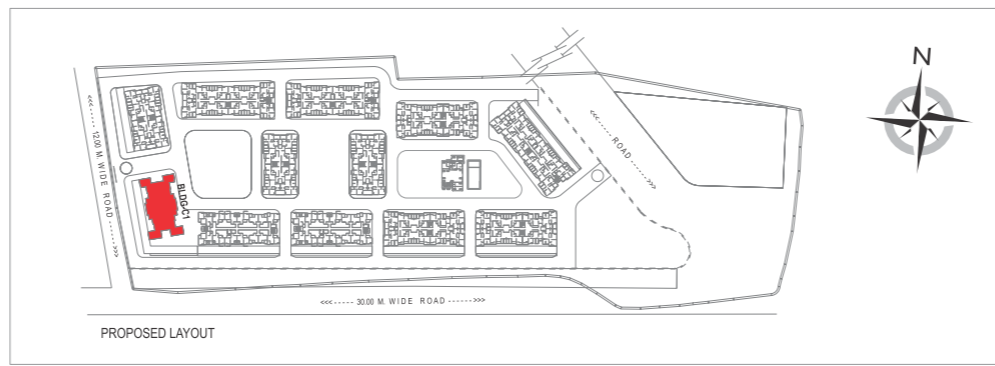 N
<<<----- 12.00 M. WIDE ROAD ----->>>
<<<----- ROAD ----->>>
BLDG-C1
<<<----- 30.00 M. WIDE ROAD ------>>>
PROPOSED LAYOUT